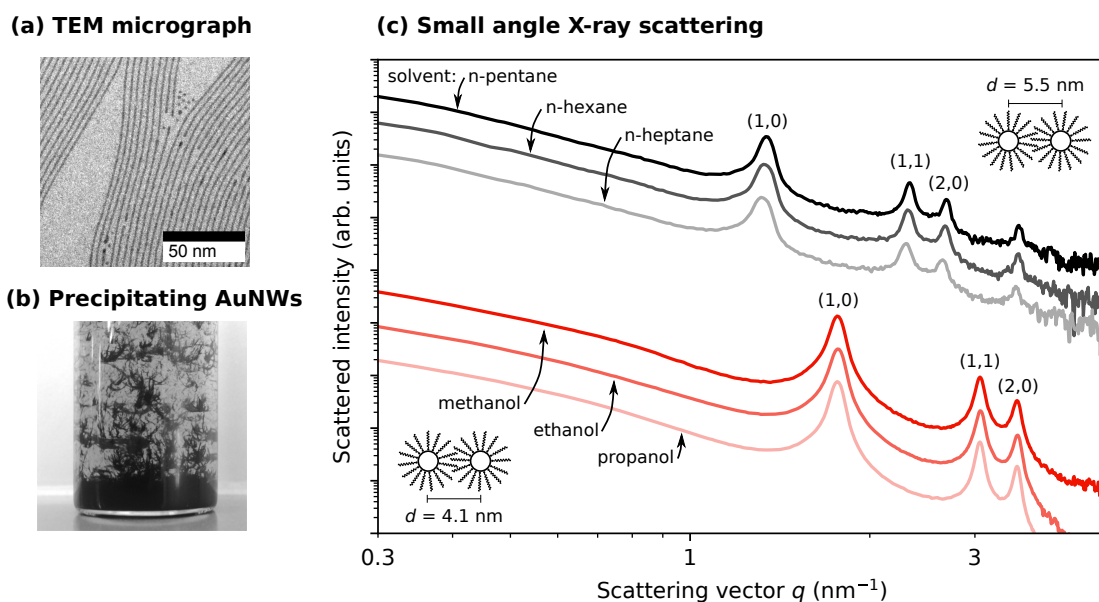 (a) TEM micrograph
50 nm
(b) Precipitating AuNWs
(c) Small angle X-ray scattering
solvent: n-pentane
n-hexane
n-heptane
(1,0)
(1,1)
(2,0)
d = 5.5 nm
(1,0)
(1,1)
(2,0)
methanol
ethanol
propanol
d = 4.1 nm
Scattered intensity (arb. units)
0.3
1
3
Scattering vector q (nm⁻¹)